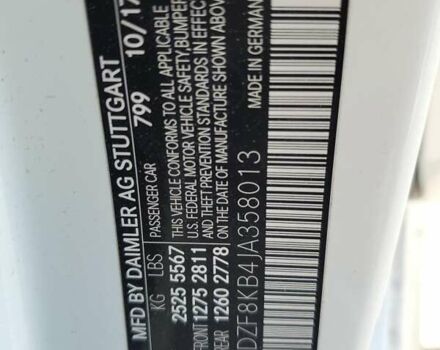 MFD BY DAIMLER AG STUTTGART
799 10/17
KG LBS PASSENGER CAR
2525 5567 THIS VEHICLE CONFORMS TO ALL APPLICABLE
U.S. FEDERAL MOTOR VEHICLE SAFETY/BUMPER
FRONT 1275 2811 & THEFT PREVENTION STANDARDS IN EFFECT
1260 2778 ON THE DATE OF MANUFACTURE SHOWN ABOVE
DZF8KB4JA358013 MADE IN GERMANY